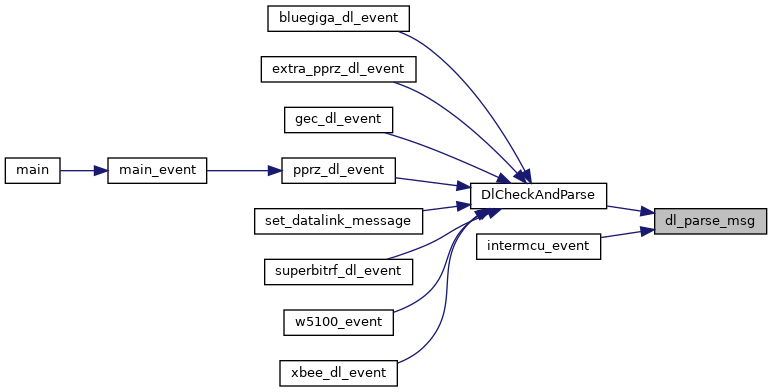 bluegiga_dl_event
extra_pprz_dl_event
gec_dl_event
main
main_event
pprz_dl_event
DlCheckAndParse
set_datalink_message
dl_parse_msg
intermcu_event
superbitrf_dl_event
w5100_event
xbee_dl_event